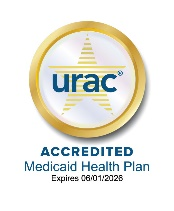 urac®
ACCREDITED
Medicaid Health Plan
Expires 06/01/2026